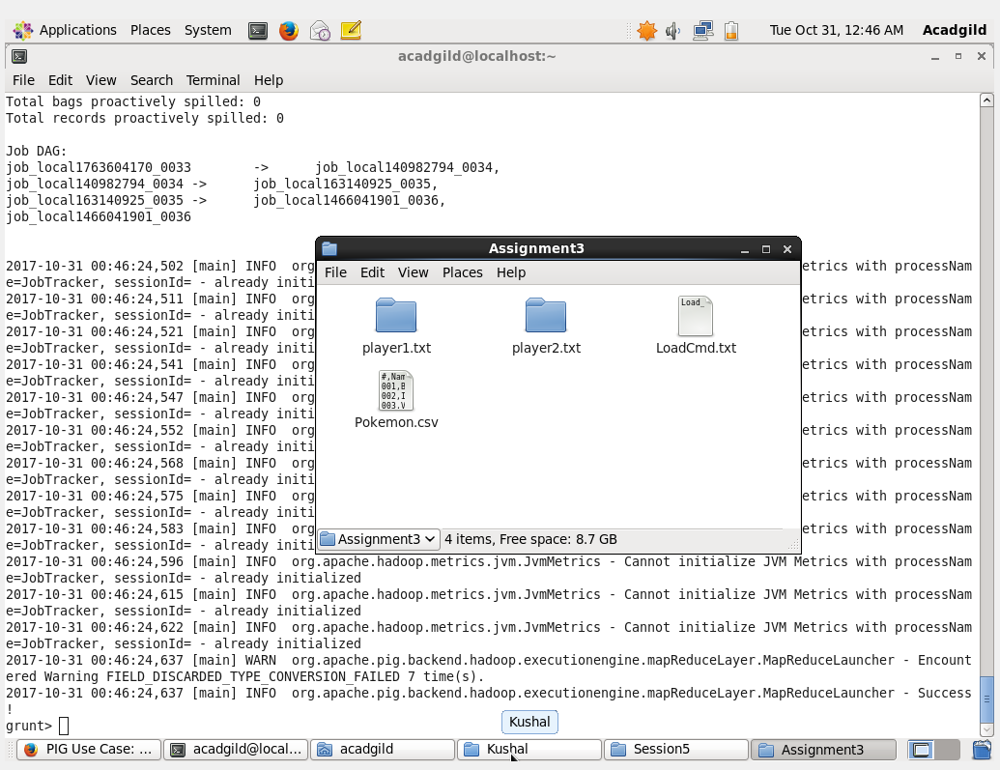 Applications Places System Tue Oct 31, 12:46 AM Acadgild
acadgild@localhost:~
File Edit View Search Terminal Help
Total bags proactively spilled: 0
Total records proactively spilled: 0
Job DAG:
job_local1763604170_0033 -> job_local140982794_0034,
job_local140982794_0034 -> job_local163140925_0035,
job_local163140925_0035 -> job_local1466041901_0036,
job_local1466041901_0036
2017-10-31 00:46:24,502 [main] INFO org etrics with processNam
e=JobTracker, sessionId= - already initi
2017-10-31 00:46:24,511 [main] INFO org etrics with processNam
e=JobTracker, sessionId= - already initi
2017-10-31 00:46:24,521 [main] INFO org etrics with processNam
e=JobTracker, sessionId= - already initi
2017-10-31 00:46:24,541 [main] INFO org etrics with processNam
e=JobTracker, sessionId= - already initi
2017-10-31 00:46:24,547 [main] INFO org etrics with processNam
e=JobTracker, sessionId= - already initi
2017-10-31 00:46:24,552 [main] INFO org etrics with processNam
e=JobTracker, sessionId= - already initi
2017-10-31 00:46:24,568 [main] INFO org etrics with processNam
e=JobTracker, sessionId= - already initi
2017-10-31 00:46:24,575 [main] INFO org etrics with processNam
e=JobTracker, sessionId= - already initi
2017-10-31 00:46:24,583 [main] INFO org etrics with processNam
e=JobTracker, sessionId= - already initi
2017-10-31 00:46:24,596 [main] INFO org.apache.hadoop.metrics.jvm.JvmMetrics - Cannot initialize JVM Metrics with processNam
e=JobTracker, sessionId= - already initialized
2017-10-31 00:46:24,615 [main] INFO org.apache.hadoop.metrics.jvm.JvmMetrics - Cannot initialize JVM Metrics with processNam
e=JobTracker, sessionId= - already initialized
2017-10-31 00:46:24,622 [main] INFO org.apache.hadoop.metrics.jvm.JvmMetrics - Cannot initialize JVM Metrics with processNam
e=JobTracker, sessionId= - already initialized
2017-10-31 00:46:24,637 [main] WARN org.apache.pig.backend.hadoop.executionengine.mapReduceLayer.MapReduceLauncher - Encount
ered Warning FIELD_DISCARDED_TYPE_CONVERSION_FAILED 7 time(s).
2017-10-31 00:46:24,637 [main] INFO org.apache.pig.backend.hadoop.executionengine.mapReduceLayer.MapReduceLauncher - Success
!
grunt>
Assignment3
File Edit View Places Help
Load_
player1.txt player2.txt LoadCmd.txt
#,Nam
001,B
002,I
003.V
Pokemon.csv
Assignment3 4 items, Free space: 8.7 GB
Kushal
PIG Use Case: ... acadgild@local... acadgild Kushal Session5 Assignment3